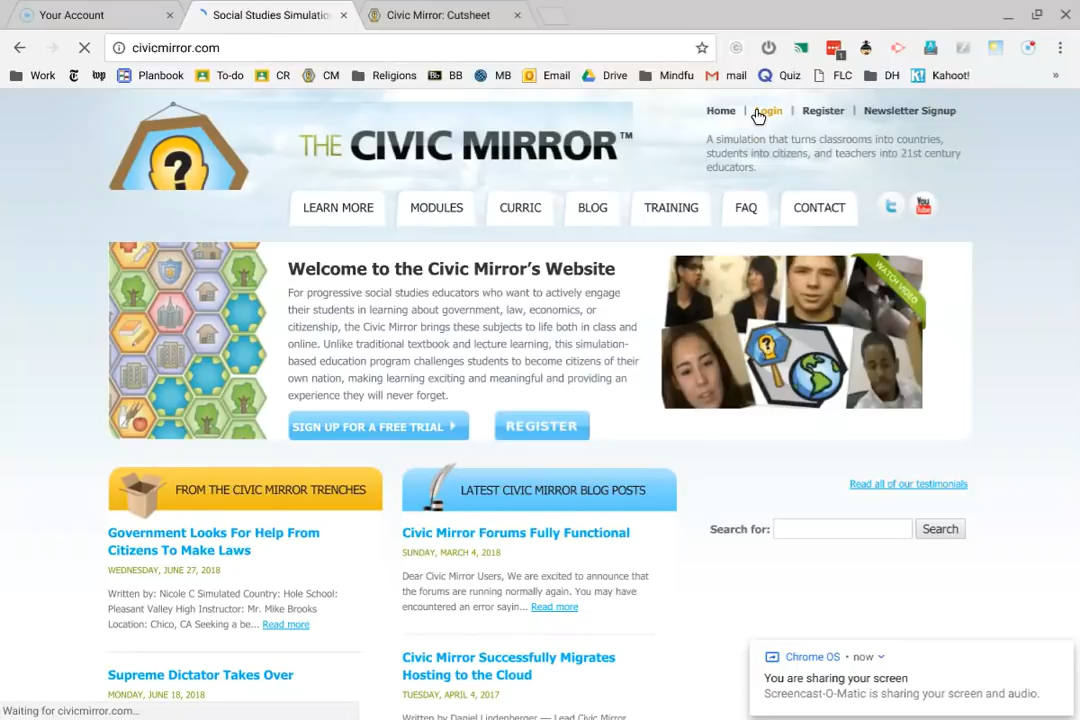 Your Account
Social Studies Simulatio
Civic Mirror: Cutsheet
civicmirror.com
Work
Planbook
To-do
CR
CM
Religions
BB
MB
Email
Drive
Mindfu
mail
Quiz
FLC
DH
Kahoot!
»
Home | Login | Register | Newsletter Signup
THE CIVIC MIRROR™
A simulation that turns classrooms into countries,
students into citizens, and teachers into 21st century
educators.
LEARN MORE
MODULES
CURRIC
BLOG
TRAINING
FAQ
CONTACT
You Tube
Welcome to the Civic Mirror's Website
For progressive social studies educators who want to actively engage
their students in learning about government, law, economics, or
citizenship, the Civic Mirror brings these subjects to life both in class and
online. Unlike traditional textbook and lecture learning, this simulation-
based education program challenges students to become citizens of their
own nation, making learning exciting and meaningful and providing an
experience they will never forget.
WATCH VIDEO
SIGN UP FOR A FREE TRIAL
REGISTER
FROM THE CIVIC MIRROR TRENCHES
Government Looks For Help From
Citizens To Make Laws
WEDNESDAY, JUNE 27, 2018
Written by: Nicole C Simulated Country: Hole School:
Pleasant Valley High Instructor: Mr. Mike Brooks
Location: Chico, CA Seeking a be... Read more
Supreme Dictator Takes Over
MONDAY, JUNE 18, 2018
LATEST CIVIC MIRROR BLOG POSTS
Civic Mirror Forums Fully Functional
SUNDAY, MARCH 4, 2018
Dear Civic Mirror Users, We are excited to announce that
the forums are running normally again. You may have
encountered an error sayin... Read more
Civic Mirror Successfully Migrates
Hosting to the Cloud
TUESDAY, APRIL 4, 2017
Written by Daniel Lindenberger — Lead Civic Mirror
Read all of our testimonials
Search for:
Search
Chrome OS • now
You are sharing your screen
Screencast-O-Matic is sharing your screen and audio.
Waiting for civicmirror.com...